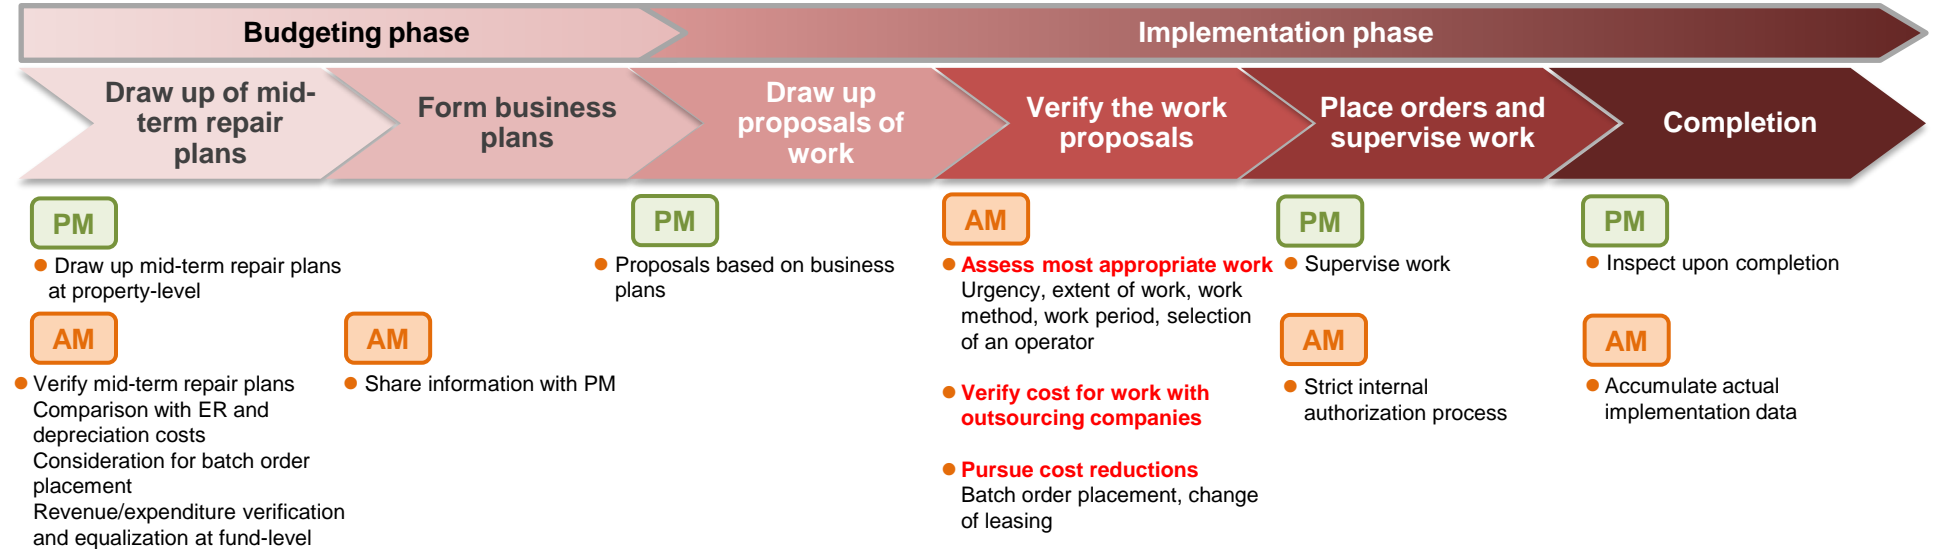 Budgeting phase
Implementation phase
Draw up of mid-
term repair
plans
Form business
plans
Draw up
proposals of
work
Verify the work
proposals
Place orders and
supervise work
Completion
PM
● Draw up mid-term repair plans
at property-level
AM
● Verify mid-term repair plans
Comparison with ER and
depreciation costs
Consideration for batch order
placement
Revenue/expenditure verification
and equalization at fund-level
AM
● Share information with PM
PM
● Proposals based on business
plans
AM
● Assess most appropriate work
Urgency, extent of work, work
method, work period, selection
of an operator
● Verify cost for work with
outsourcing companies
● Pursue cost reductions
Batch order placement, change
of leasing
PM
● Supervise work
AM
● Strict internal
authorization process
PM
● Inspect upon completion
AM
● Accumulate actual
implementation data